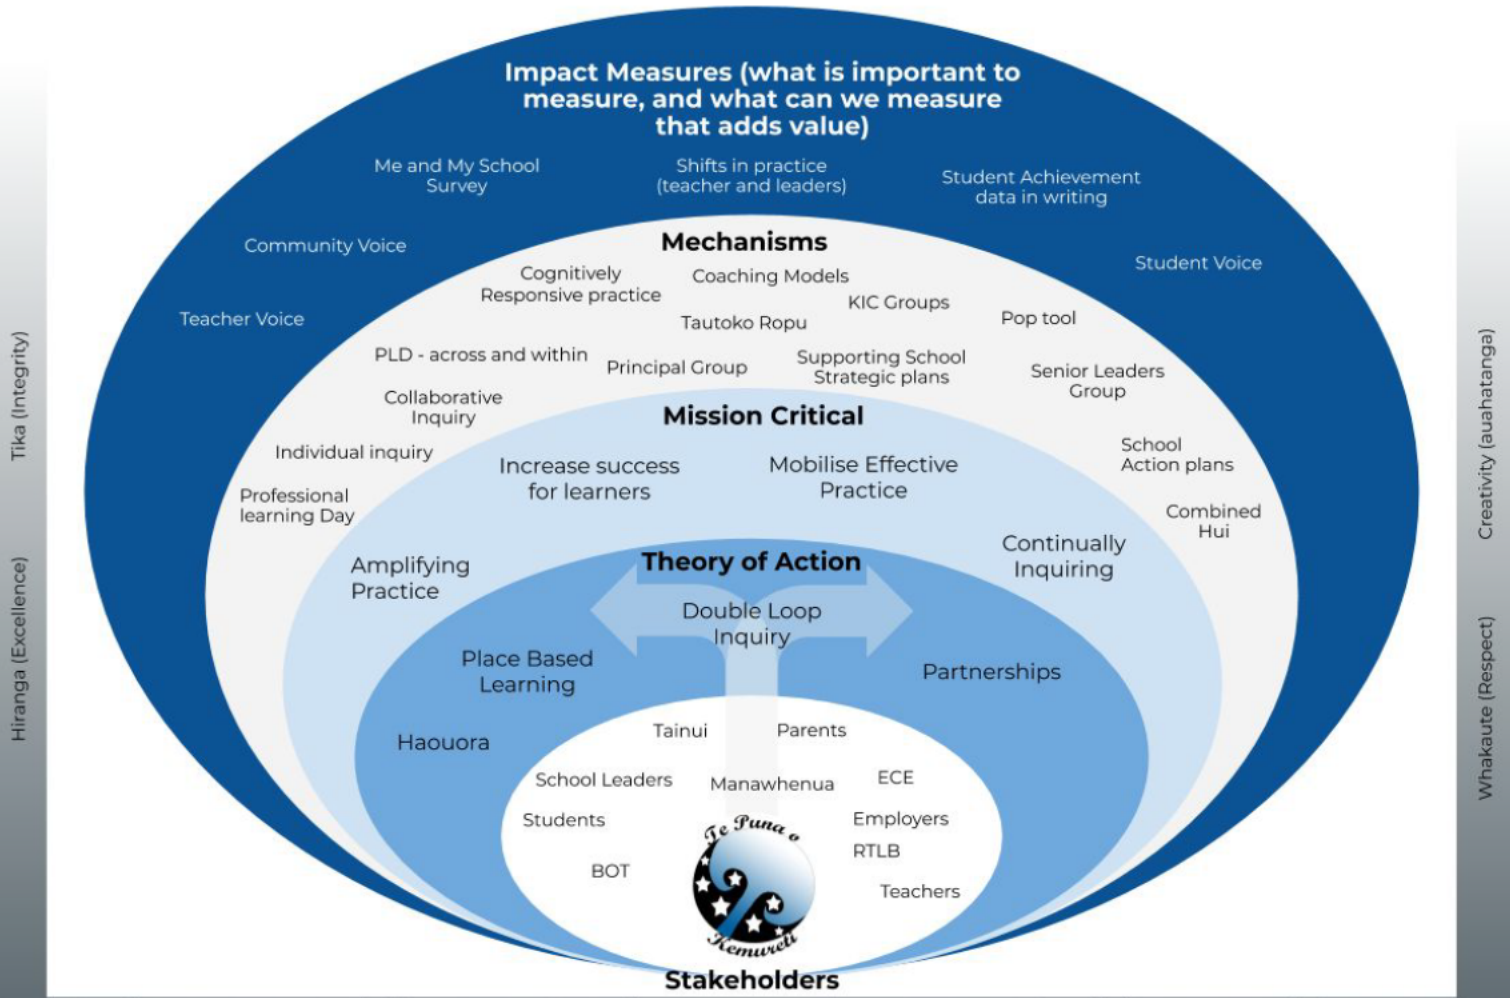 Impact Measures (what is important to
measure, and what can we measure
that adds value)
Me and My School
Survey
Shifts in practice
(teacher and leaders)
Student Achievement
data in writing
Community Voice
Student Voice
Teacher Voice
Mechanisms
Cognitively
Responsive practice
Coaching Models
KIC Groups
Pop tool
Tautoko Ropu
PLD - across and within
Principal Group
Supporting School
Strategic plans
Senior Leaders
Group
Collaborative
Inquiry
Individual inquiry
School
Action plans
Professional
learning Day
Combined
Hui
Mission Critical
Increase success
for learners
Mobilise Effective
Practice
Amplifying
Practice
Continually
Inquiring
Theory of Action
Double Loop
Inquiry
Place Based
Learning
Partnerships
Haouora
Tainui
Parents
School Leaders
Manawhenua
ECE
Students
Employers
RTLB
BOT
Teachers
Te Puna o
Kemureti
Stakeholders
Tika (Integrity)
Hiranga (Excellence)
Creativity (auahatanga)
Whakaute (Respect)